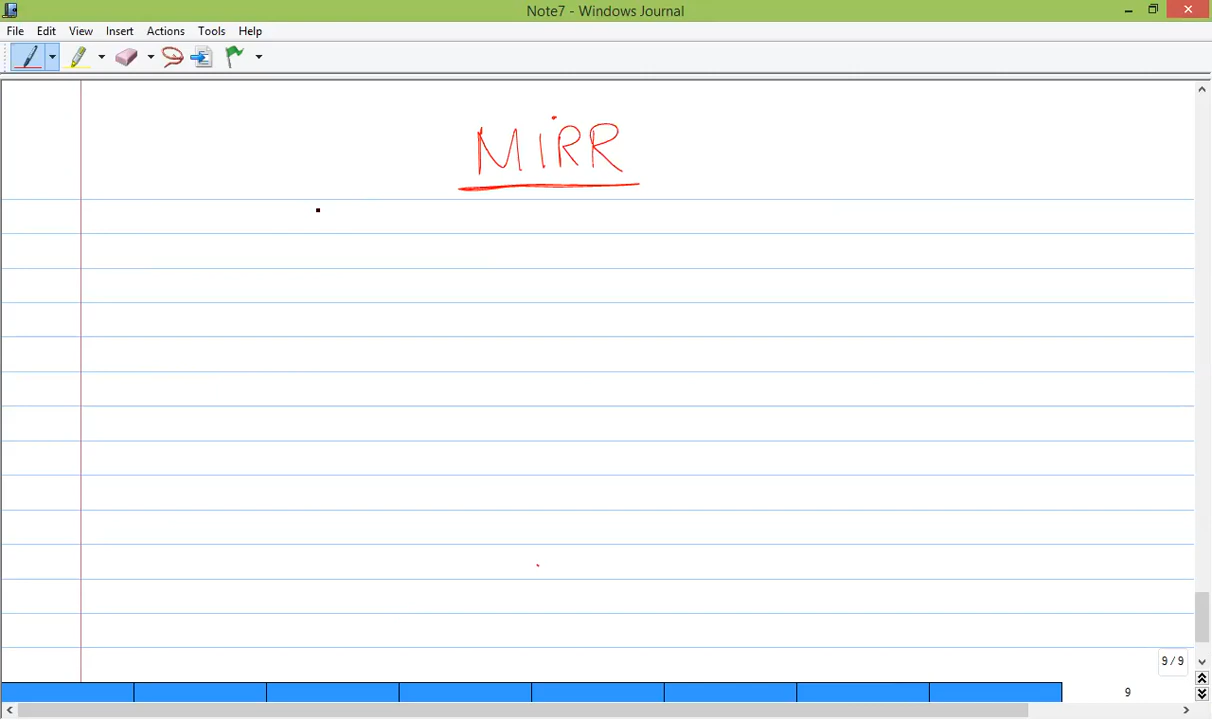 Note7 - Windows Journal
File Edit View Insert Actions Tools Help
MiRR
9 / 9
9